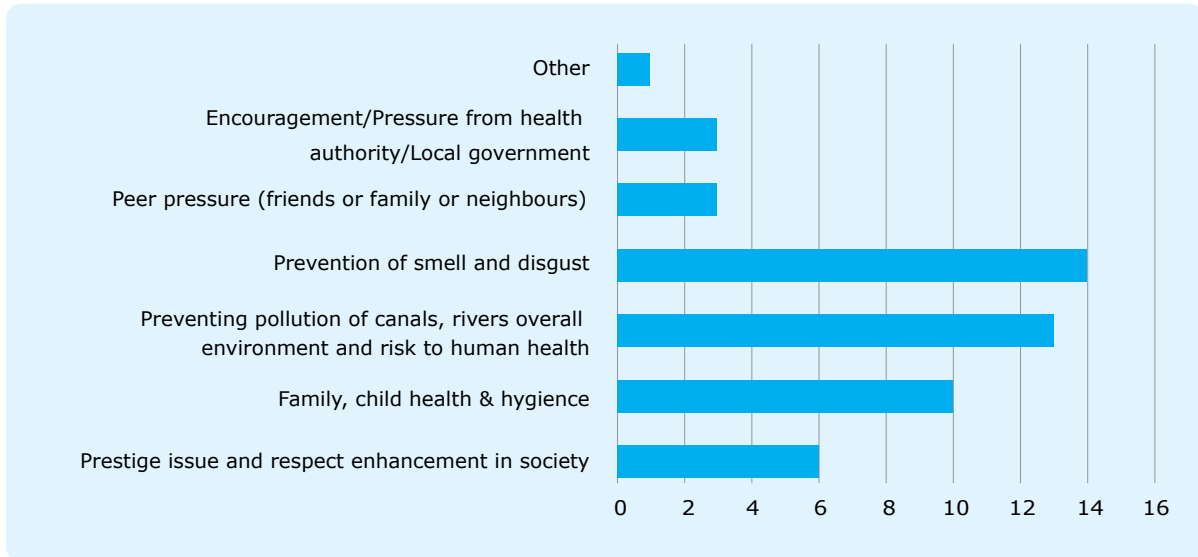 Other
Encouragement/Pressure from health
authority/Local government
Peer pressure (friends or family or neighbours)
Prevention of smell and disgust
Preventing pollution of canals, rivers overall
environment and risk to human health
Family, child health & hygience
Prestige issue and respect enhancement in society
0 2 4 6 8 10 12 14 16